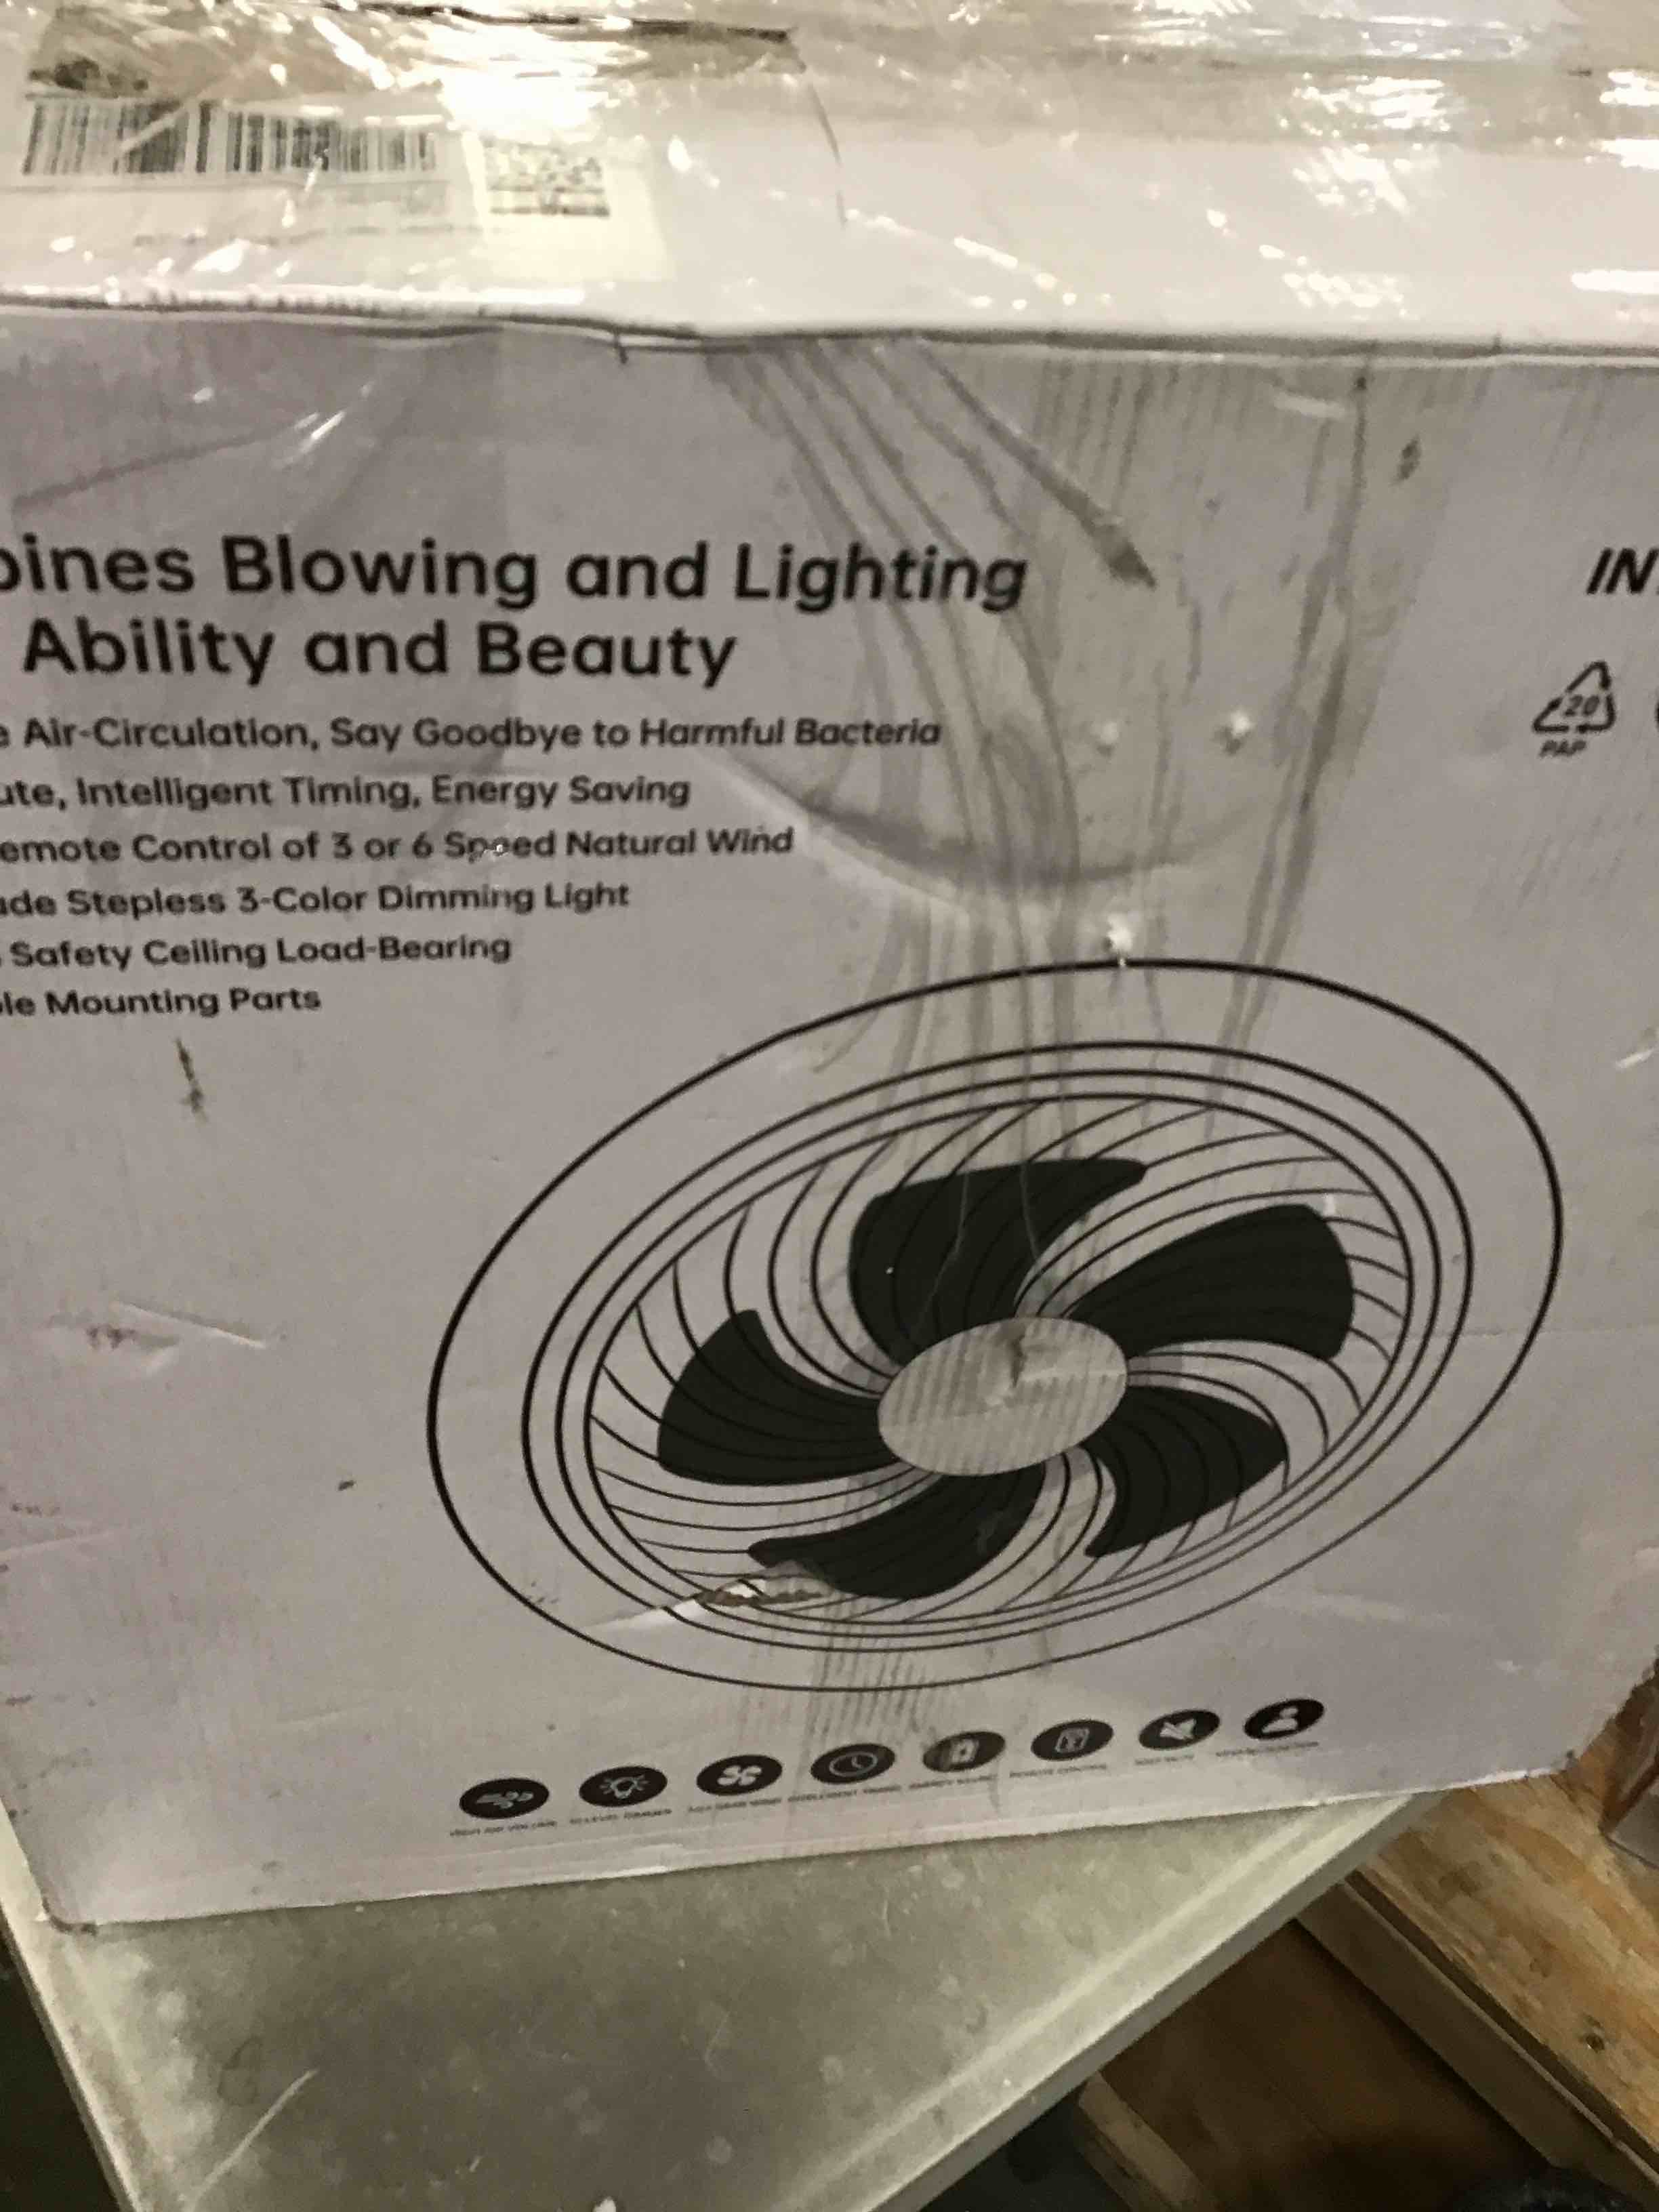 bines Blowing and Lighting
Ability and Beauty
e Air-Circulation, Say Goodbye to Harmful Bacteria
ute, Intelligent Timing, Energy Saving
emote Control of 3 or 6 Speed Natural Wind
ade Stepless 3-Color Dimming Light
Safety Ceiling Load-Bearing
ble Mounting Parts
IN
20
PAP